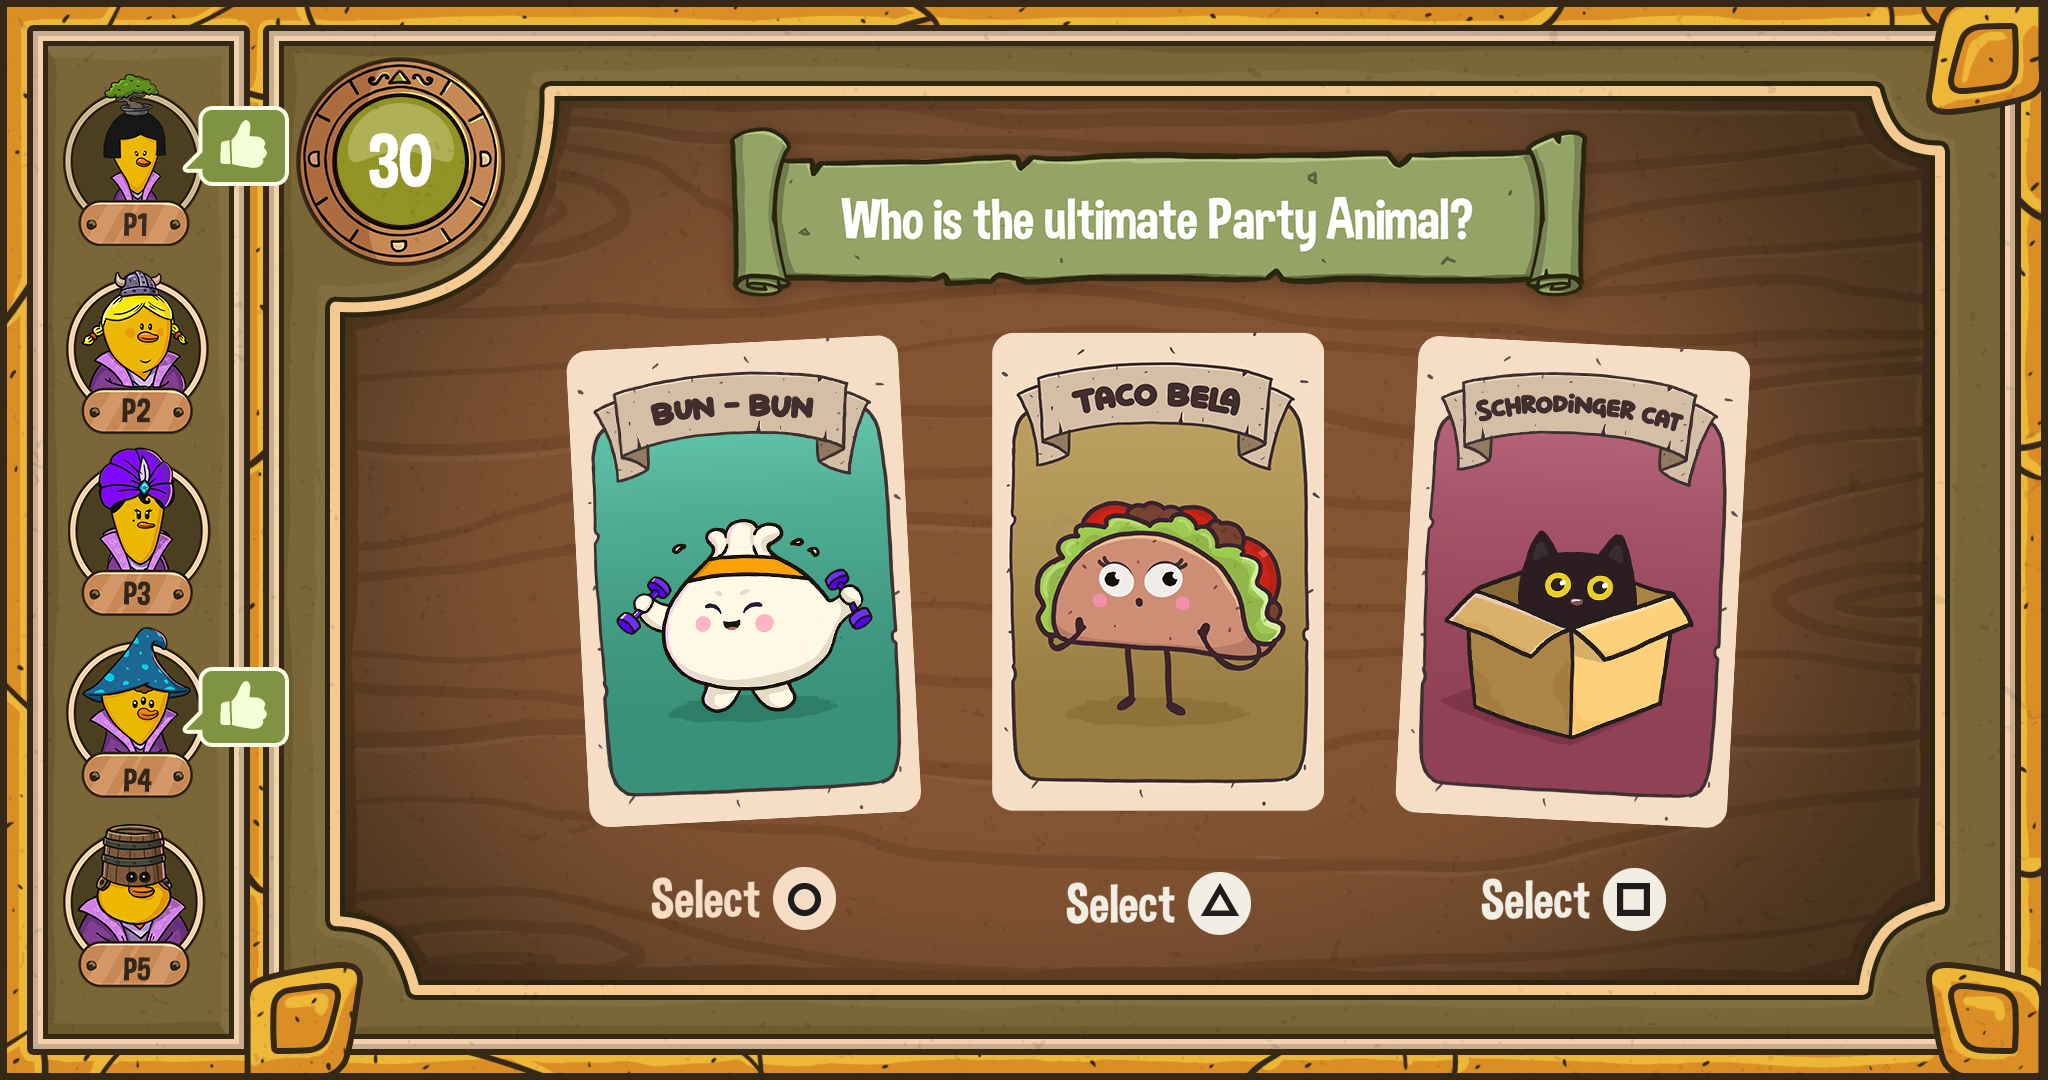 P1
P2
P3
P4
P5
30
Who is the ultimate Party Animal?
BUN - BUN
TACO BELA
SCHRODiNGER CAT
Select
Select
Select